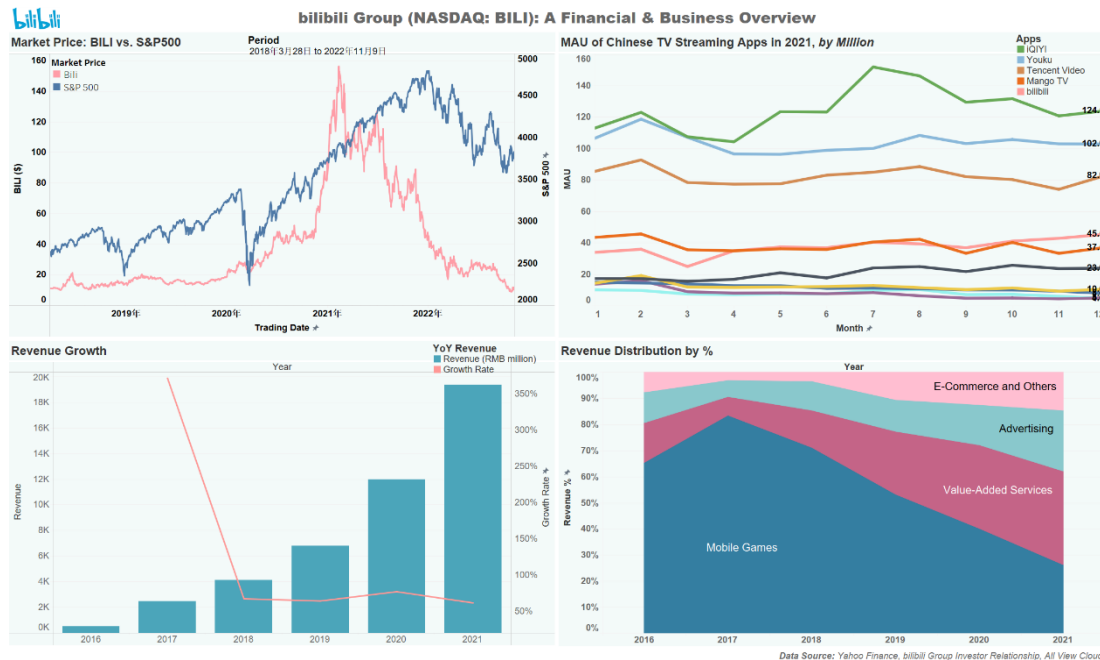 bilibili
bilibili Group (NASDAQ: BILI): A Financial & Business Overview
Market Price: BILI vs. S&P500
Period
2018年3月28日 to 2022年11月9日
Market Price
Bili
S&P 500
160
140
120
100
80
60
40
20
0
BILI ($)
5000
4500
4000
3500
3000
2500
2000
S&P 500
2019年
2020年
2021年
2022年
Trading Date
MAU of Chinese TV Streaming Apps in 2021, by Million
Apps
iQIYI
Youku
Tencent Video
Mango TV
bilibili
160
140
120
100
80
60
40
20
0
MAU
124.
102.
82.
45.
37.
23.
1
2
3
4
5
6
7
8
9
10
11
Month
Revenue Growth
YoY Revenue
Revenue (RMB million)
Growth Rate
Year
20K
18K
16K
14K
12K
10K
8K
6K
4K
2K
0K
Revenue
350%
300%
250%
200%
150%
100%
50%
Growth Rate
2016
2017
2018
2019
2020
2021
Revenue Distribution by %
Year
100%
90%
80%
70%
60%
50%
40%
30%
20%
10%
0%
Revenue %
E-Commerce and Others
Advertising
Value-Added Services
Mobile Games
2016
2017
2018
2019
2020
2021
Data Source: Yahoo Finance, bilibili Group Investor Relationship, All View Cloud